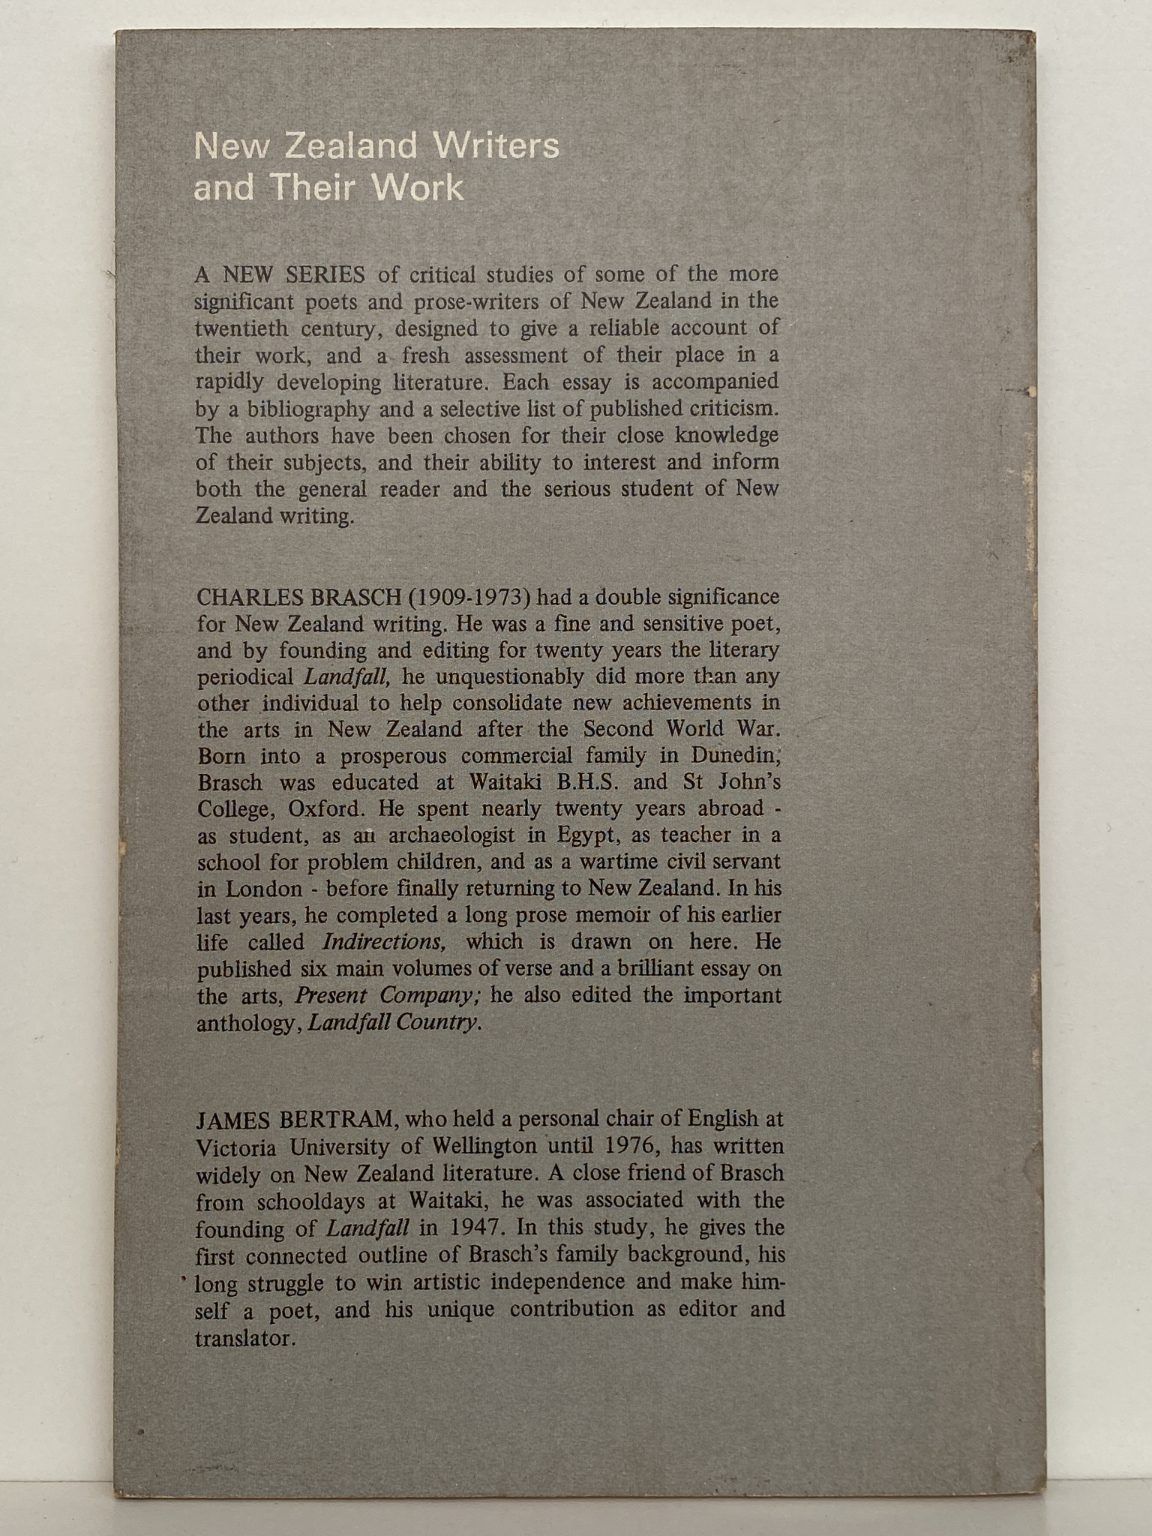 New Zealand Writers
and Their Work
A NEW SERIES of critical studies of some of the more
significant poets and prose-writers of New Zealand in the
twentieth century, designed to give a reliable account of
their work, and a fresh assessment of their place in a
rapidly developing literature. Each essay is accompanied
by a bibliography and a selective list of published criticism.
The authors have been chosen for their close knowledge
of their subjects, and their ability to interest and inform
both the general reader and the serious student of New
Zealand writing.
CHARLES BRASCH (1909-1973) had a double significance
for New Zealand writing. He was a fine and sensitive poet,
and by founding and editing for twenty years the literary
periodical Landfall, he unquestionably did more than any
other individual to help consolidate new achievements in
the arts in New Zealand after the Second World War.
Born into a prosperous commercial family in Dunedin,
Brasch was educated at Waitaki B.H.S. and St John's
College, Oxford. He spent nearly twenty years abroad -
as student, as an archaeologist in Egypt, as teacher in a
school for problem children, and as a wartime civil servant
in London - before finally returning to New Zealand. In his
last years, he completed a long prose memoir of his earlier
life called Indirections, which is drawn on here. He
published six main volumes of verse and a brilliant essay on
the arts, Present Company; he also edited the important
anthology, Landfall Country.
JAMES BERTRAM, who held a personal chair of English at
Victoria University of Wellington until 1976, has written
widely on New Zealand literature. A close friend of Brasch
from schooldays at Waitaki, he was associated with the
founding of Landfall in 1947. In this study, he gives the
first connected outline of Brasch's family background, his
long struggle to win artistic independence and make him-
self a poet, and his unique contribution as editor and
translator.